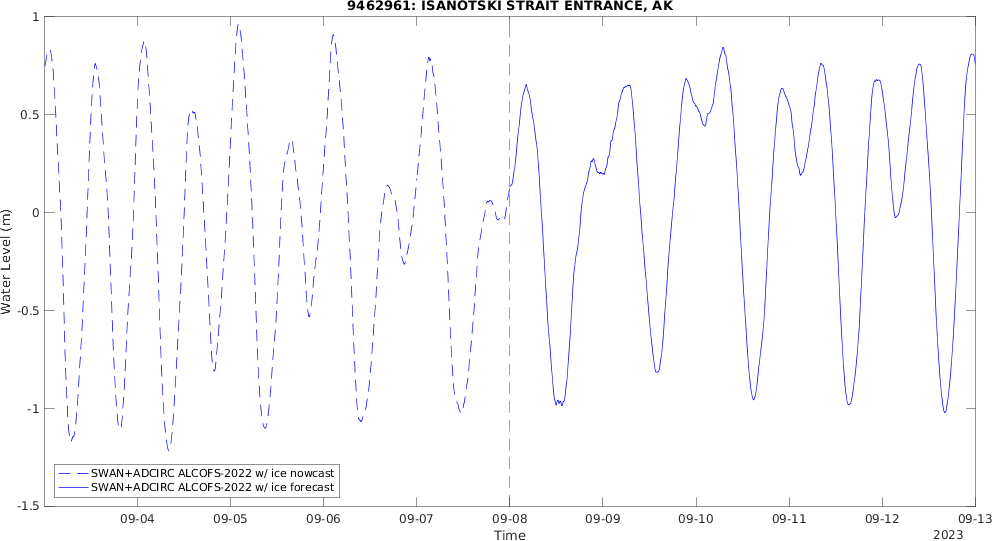 9462961: ISANOTSKI STRAIT ENTRANCE, AK
1
0.5
0
-0.5
-1
-1.5
Water Level (m)
SWAN+ADCIRC ALCOFS-2022 w/ ice nowcast
SWAN+ADCIRC ALCOFS-2022 w/ ice forecast
09-04 09-05 09-06 09-07 09-08 09-09 09-10 09-11 09-12 09-13
Time
2023